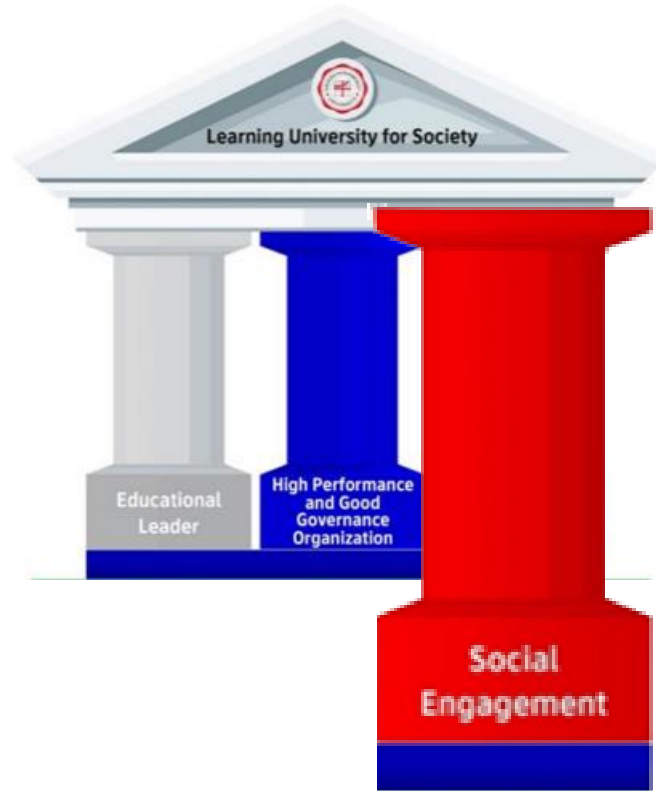 Learning University for Society
Educational
Leader
High Performance
and Good
Governance
Organization
Social
Engagement